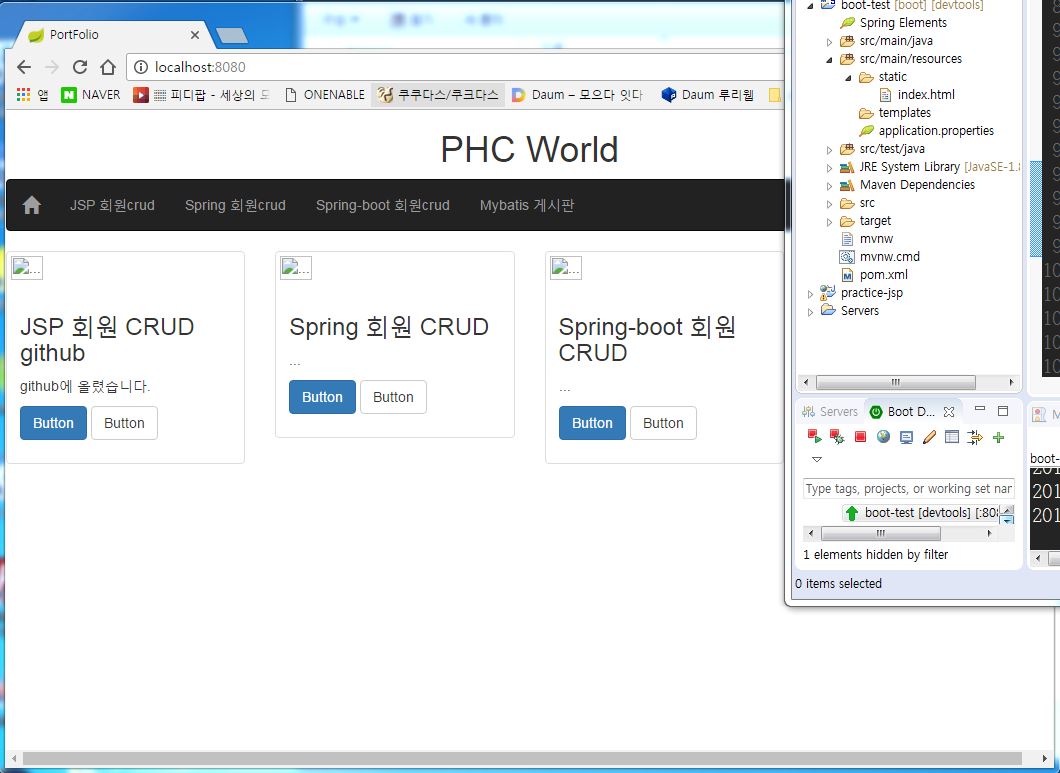 PortFolio
localhost:8080
앱
NAVER
피디팝 - 세상의 모
ONENABLE
쿠쿠다스/쿠크다스
Daum – 모으다 잇다
Daum 루리웹
PHC World
JSP 회원crud
Spring 회원crud
Spring-boot 회원crud
Mybatis 게시판
...
JSP 회원 CRUD
github
github에 올렸습니다.
Button
Button
...
Spring 회원 CRUD
...
Button
Button
...
Spring-boot 회원
CRUD
...
Button
Button
boot-test [boot] [devtools]
Spring Elements
src/main/java
src/main/resources
static
index.html
templates
application.properties
src/test/java
JRE System Library [JavaSE-1.8
Maven Dependencies
src
target
mvnw
mvnw.cmd
pom.xml
practice-jsp
Servers
Servers
Boot D...
Type tags, projects, or working set nar
boot-test [devtools] [:808
1 elements hidden by filter
0 items selected
boot-
201
201
201